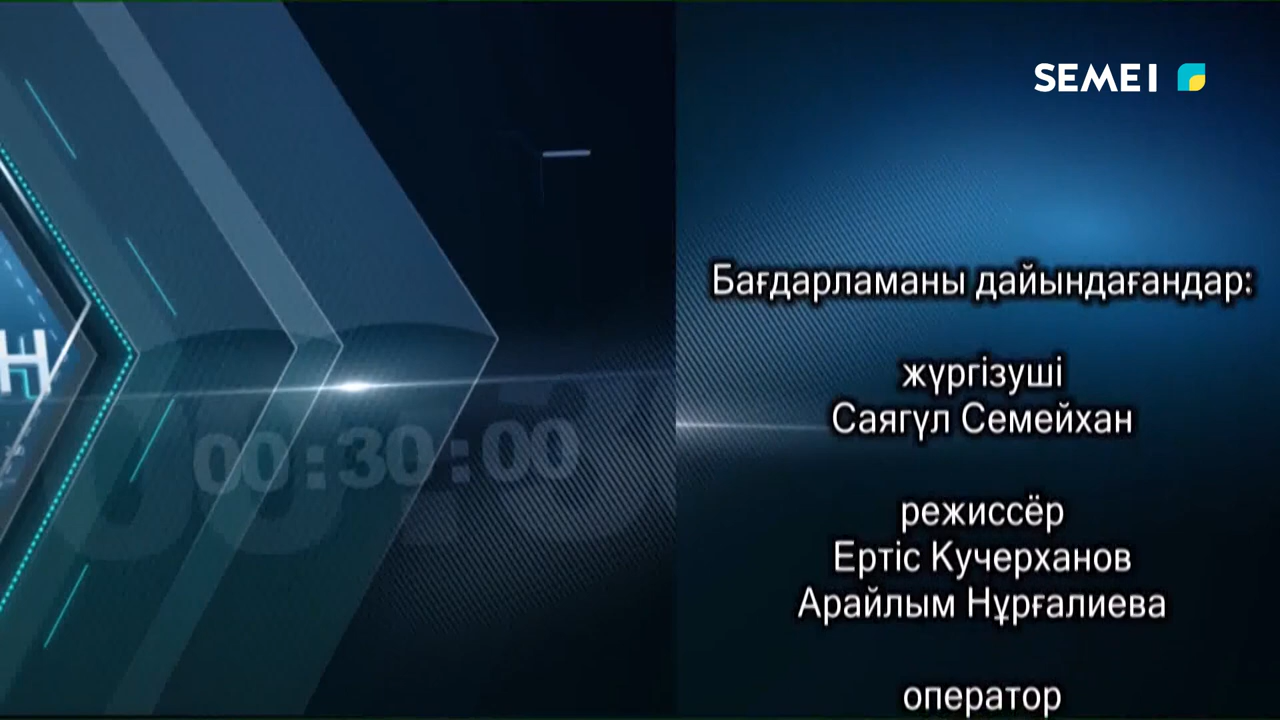 SEMEI
Бағдарламаны дайындағандар:
жүргізуші
Саягүл Семейхан
режиссёр
Ертіс Кучерханов
Арайлым Нұрғалиева
оператор
Н
00:30:00